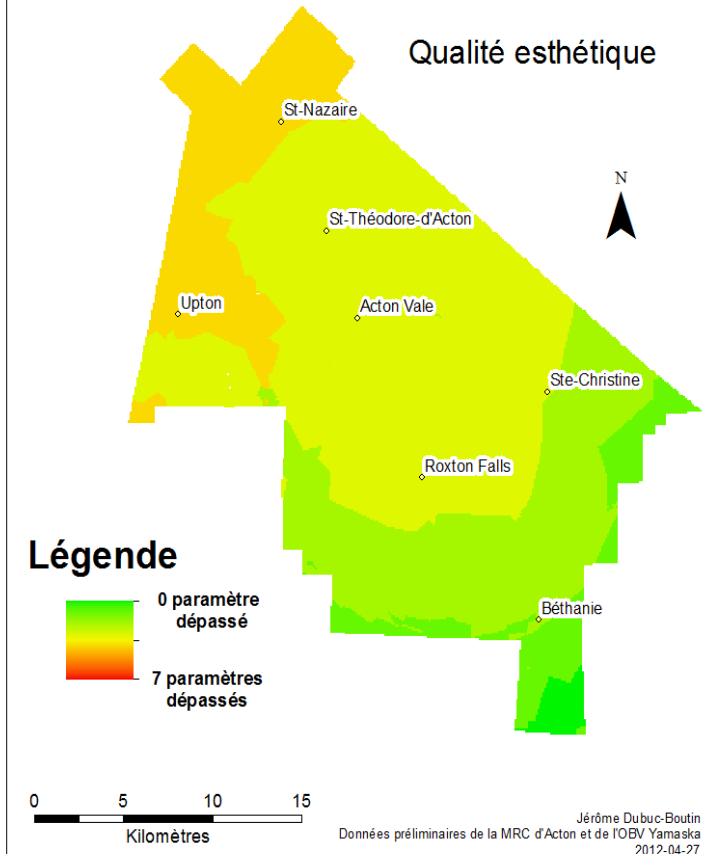 Qualité esthétique
St-Nazaire
N
St-Théodore-d'Acton
Upton
Acton Vale
Ste-Christine
Roxton Falls
Béthanie
Légende
0 paramètre
dépassé
7 paramètres
dépassés
0 5 10 15
Kilomètres
Jérôme Dubuc-Boutin
Données préliminaires de la MRC d'Acton et de l'OBV Yamaska
2012-04-27